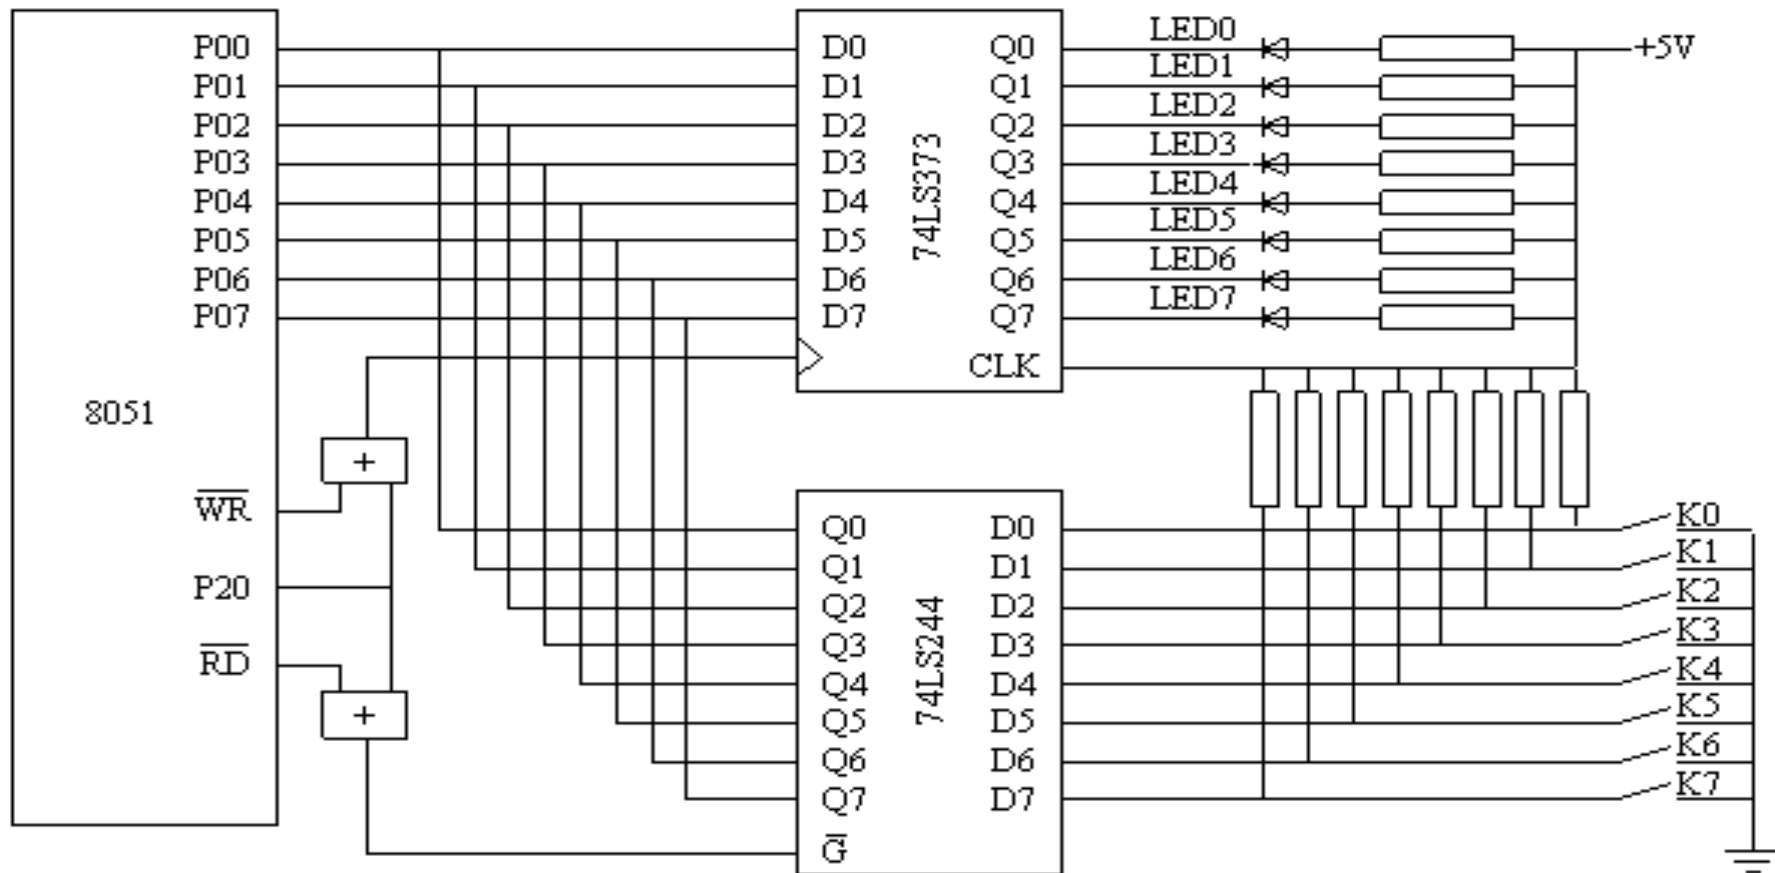 P00 D0 Q0 LED0 +5V
P01 D1 Q1 LED1
P02 D2 Q2 LED2
P03 D3 Q3 LED3
P04 D4 Q4 LED4
P05 D5 Q5 LED5
P06 D6 Q6 LED6
P07 D7 Q7 LED7
74LS373
CLK
8051
+
W̅R̅
P20
R̅D̅
+
Q0 D0 K0
Q1 D1 K1
Q2 D2 K2
Q3 D3 K3
Q4 D4 K4
Q5 D5 K5
Q6 D6 K6
Q7 D7 K7
74LS244
G̅